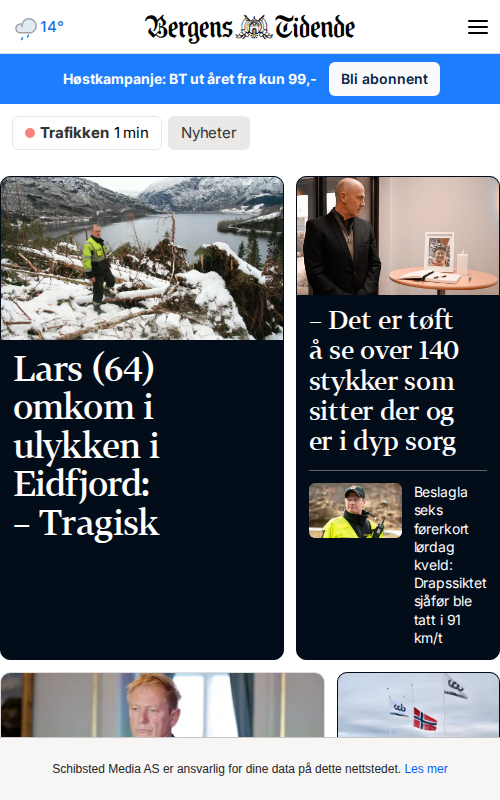 14°
Bergens Tidende
Høstkampanje: BT ut året fra kun 99,-
Bli abonnent
Trafikken 1 min
Nyheter
Lars (64)
omkom i
ulykken i
Eidfjord:
– Tragisk
– Det er tøft
å se over 140
stykker som
sitter der og
er i dyp sorg
Beslagla
seks
førerkort
lørdag
kveld:
Drapssiktet
sjåfør ble
tatt i 91
km/t
Schibsted Media AS er ansvarlig for dine data på dette nettstedet. Les mer